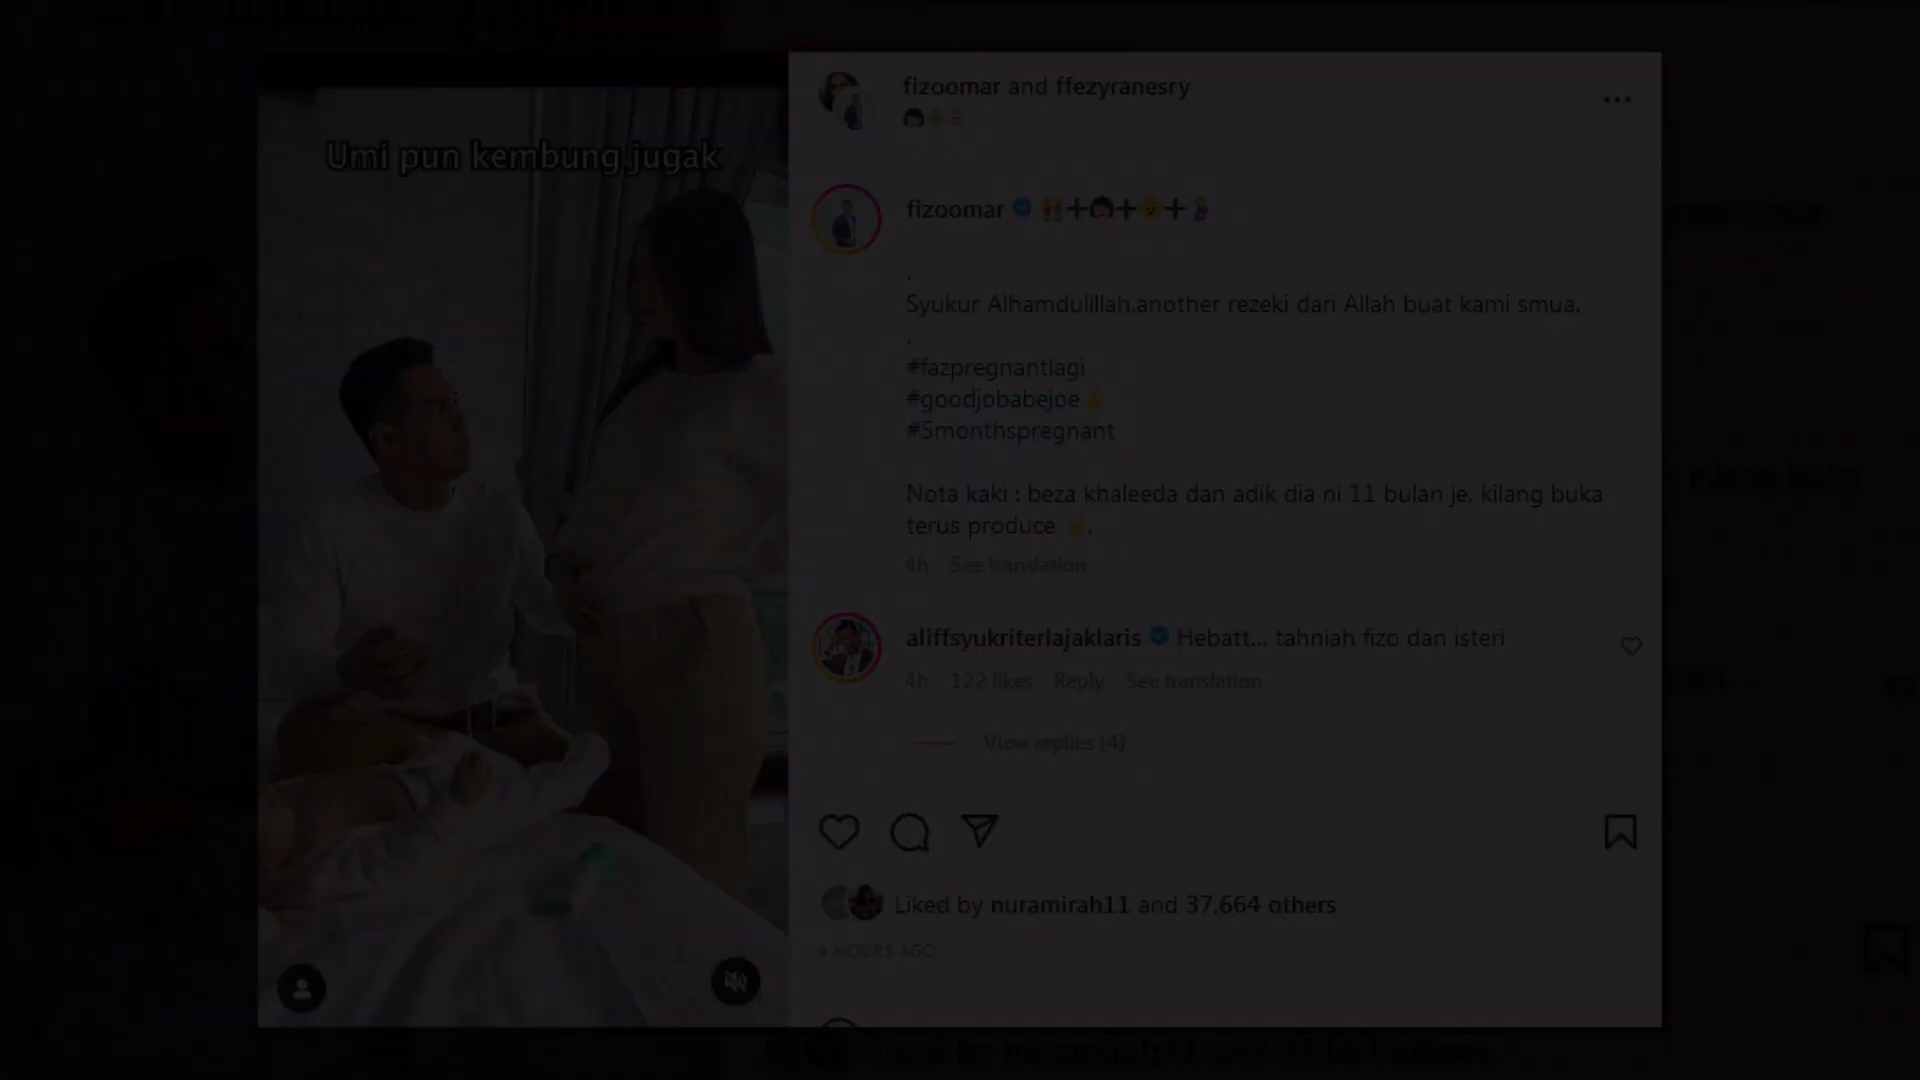 Umi pun kembung jugak
fizoomar and ffezyranesry
fizoomar
.
Syukur Alhamdulillah,another rezeki dari Allah buat kami smua.
.
#fazpregnantlagi
#goodjobabejoe
#5monthspregnant
Nota kaki : beza khaleeda dan adik dia ni 11 bulan je, kilang buka
terus produce .
4h See translation
aliffsyukriterlajaklaris Hebatt... tahniah fizo dan isteri
4h 122 likes Reply See translation
View replies (4)
Liked by nuramirah11 and 37,664 others
4 HOURS AGO